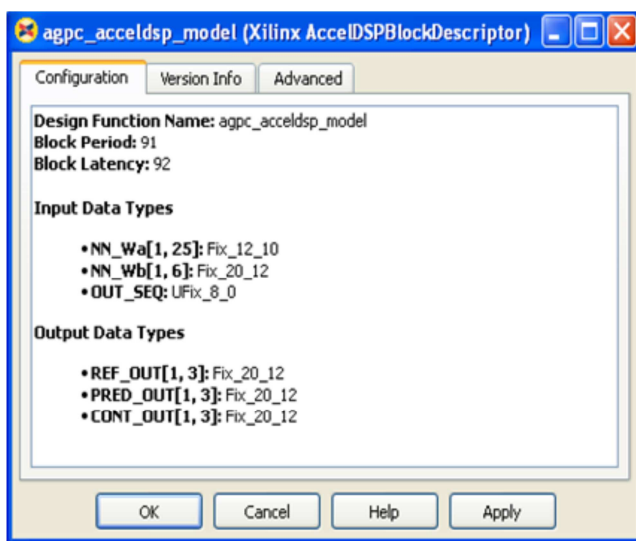 agpc_acceldsp_model (Xilinx AccelDSPBlockDescriptor)
Configuration Version Info Advanced
Design Function Name: agpc_acceldsp_model
Block Period: 91
Block Latency: 92
Input Data Types
•NN_Wa[1, 25]: Fix_12_10
•NN_Wb[1, 6]: Fix_20_12
•OUT_SEQ: UFix_8_0
Output Data Types
•REF_OUT[1, 3]: Fix_20_12
•PRED_OUT[1, 3]: Fix_20_12
•CONT_OUT[1, 3]: Fix_20_12
OK Cancel Help Apply